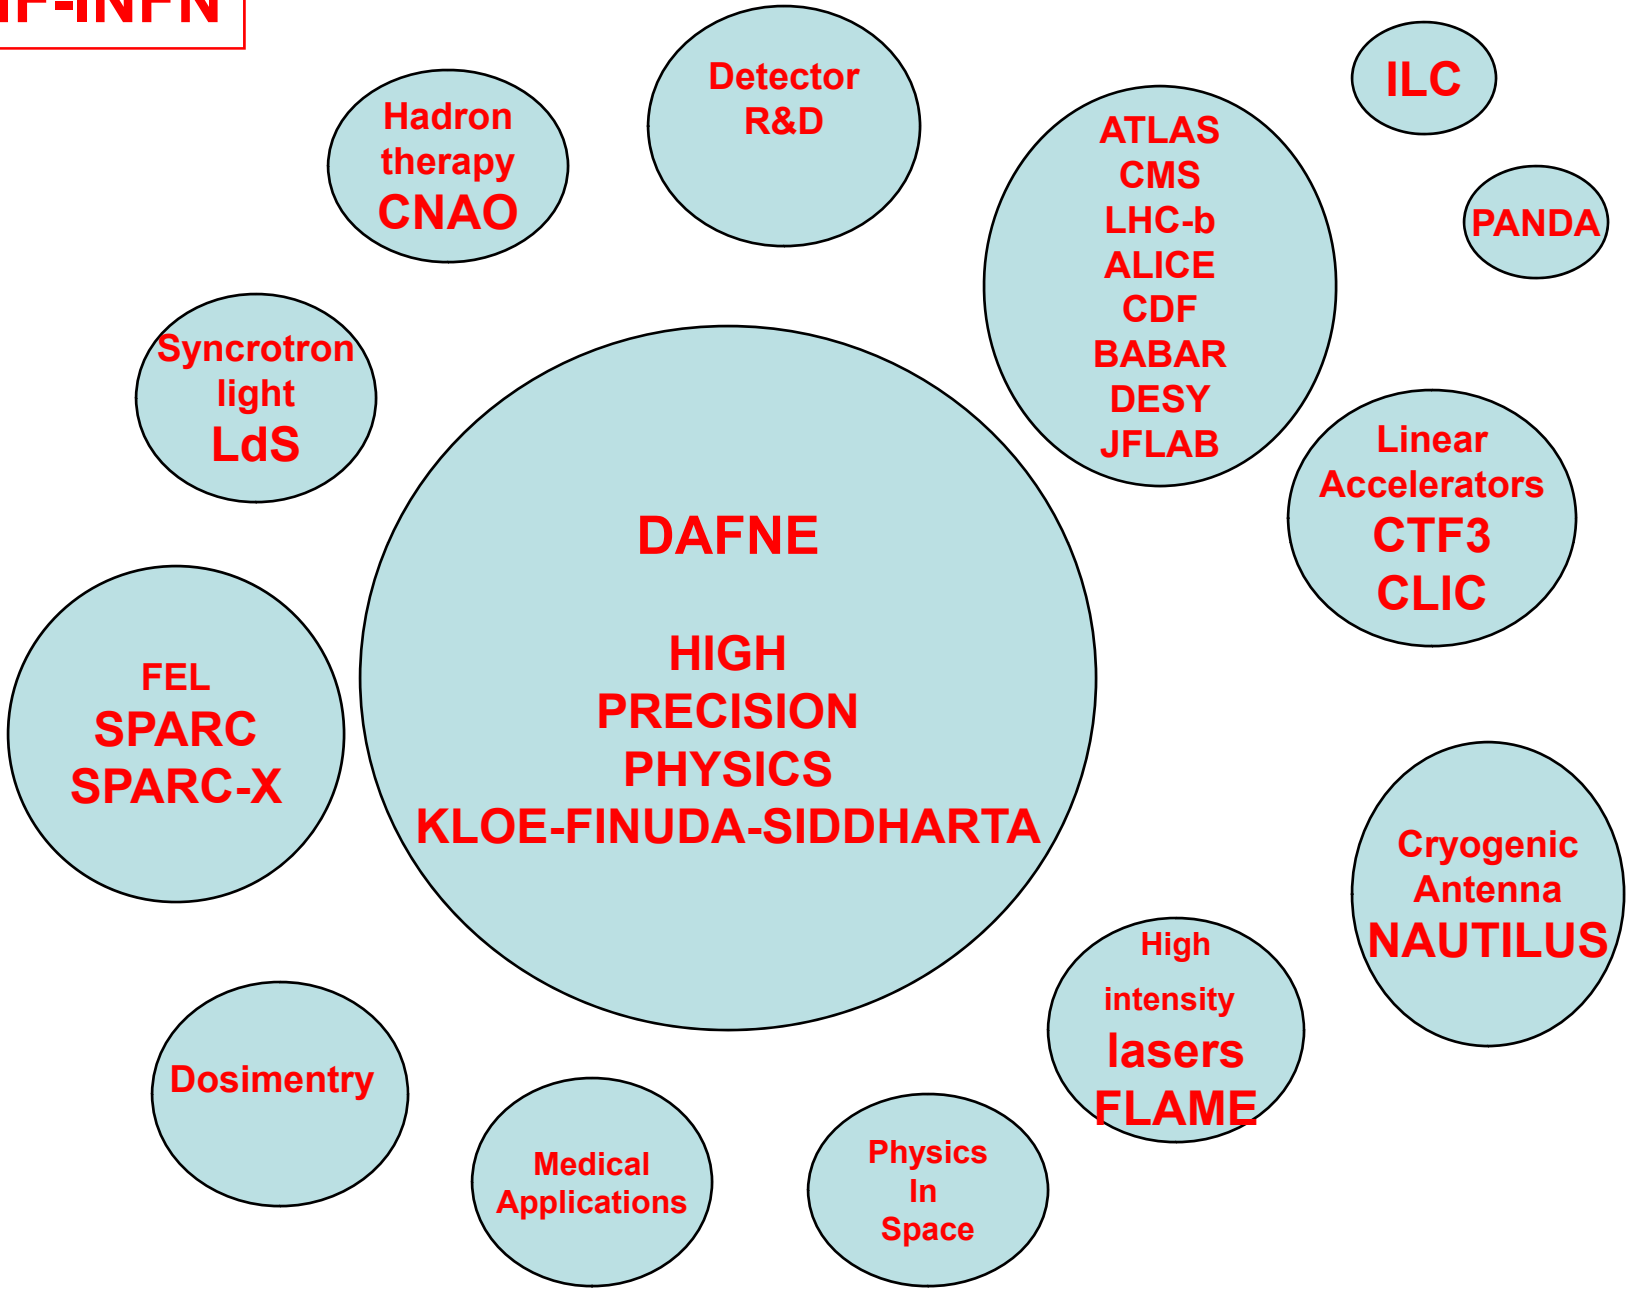 Detector
R&D
ILC
Hadron
therapy
CNAO
ATLAS
CMS
LHC-b
ALICE
CDF
BABAR
DESY
JFLAB
PANDA
Syncrotron
light
LdS
Linear
Accelerators
CTF3
CLIC
DAFNE
HIGH
PRECISION
PHYSICS
KLOE-FINUDA-SIDDHARTA
FEL
SPARC
SPARC-X
Cryogenic
Antenna
NAUTILUS
High
intensity
lasers
FLAME
Dosimentry
Medical
Applications
Physics
In
Space